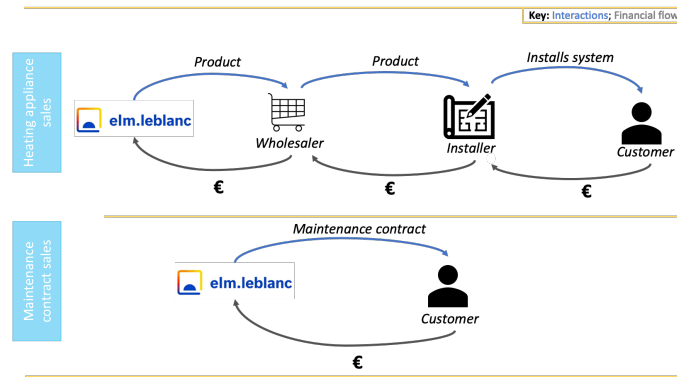 Key: Interactions; Financial flow
Heating appliance
sales
Product
Product
Installs system
elm.leblanc
Wholesaler
Installer
Customer
€
€
€
Maintenance
contract sales
Maintenance contract
elm.leblanc
Customer
€